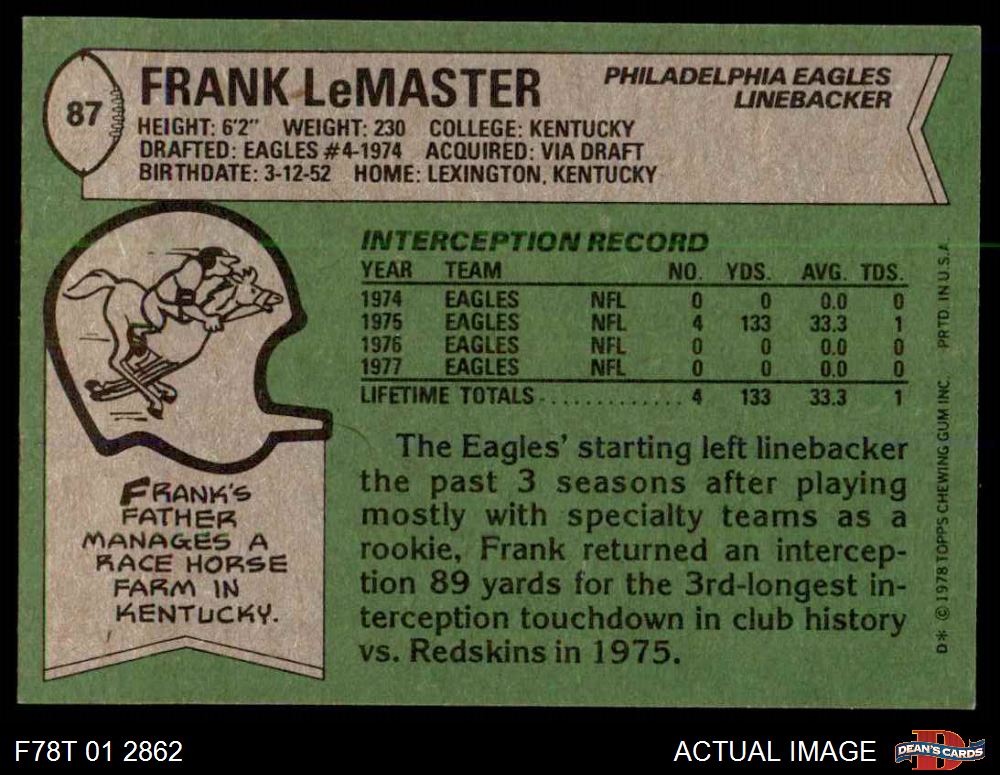 87
FRANK LeMASTER
PHILADELPHIA EAGLES
LINEBACKER
HEIGHT: 6'2" WEIGHT: 230 COLLEGE: KENTUCKY
DRAFTED: EAGLES #4-1974 ACQUIRED: VIA DRAFT
BIRTHDATE: 3-12-52 HOME: LEXINGTON, KENTUCKY
INTERCEPTION RECORD
YEAR TEAM NO. YDS. AVG. TDS.
1974 EAGLES NFL 0 0 0.0 0
1975 EAGLES NFL 4 133 33.3 1
1976 EAGLES NFL 0 0 0.0 0
1977 EAGLES NFL 0 0 0.0 0
LIFETIME TOTALS.............. 4 133 33.3 1
The Eagles' starting left linebacker
the past 3 seasons after playing
mostly with specialty teams as a
rookie, Frank returned an intercep-
tion 89 yards for the 3rd-longest in-
terception touchdown in club history
vs. Redskins in 1975.
FRANK'S
FATHER
MANAGES A
RACE HORSE
FARM IN
KENTUCKY.
D* © 1978 TOPPS CHEWING GUM INC. PRTD. IN U.S.A.
F78T 01 2862
ACTUAL IMAGE
D
DEAN'S CARDS